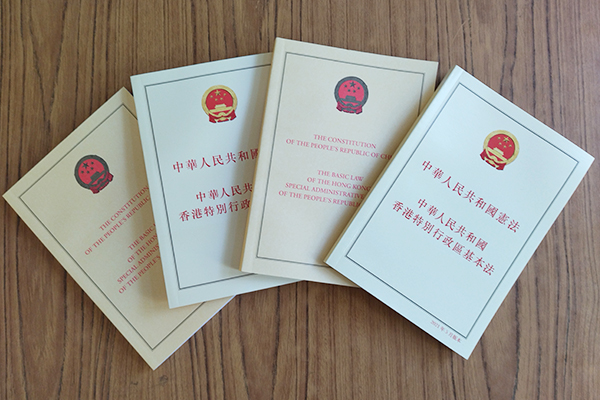 THE CONSTITUTION
OF THE PEOPLE'S REPUBLIC
THE BASIC
OF THE
SPECIAL
OF THE PEOPLE'S
中華人民共和國
中華人民共和
香港特別行政
THE CONSTITUTION
OF THE PEOPLE'S REPUBLIC OF
THE BASIC LAW
OF THE HONG KONG
SPECIAL ADMINISTRATIVE
OF THE PEOPLE'S REPUBLIC
中華人民共和國憲法
中華人民共和國
香港特別行政區基本法